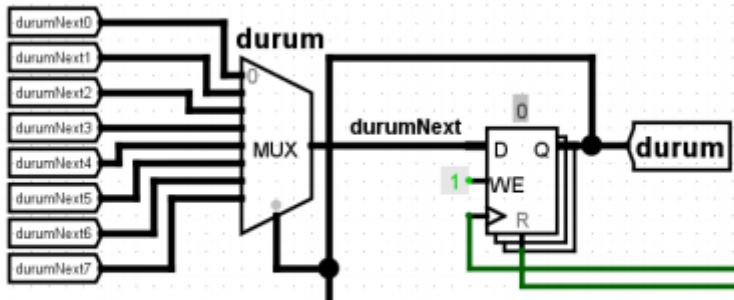 durumNext0
durumNext1
durumNext2
durumNext3
durumNext4
durumNext5
durumNext6
durumNext7
durum
0
MUX
durumNext
0
D Q
1 WE
R
durum